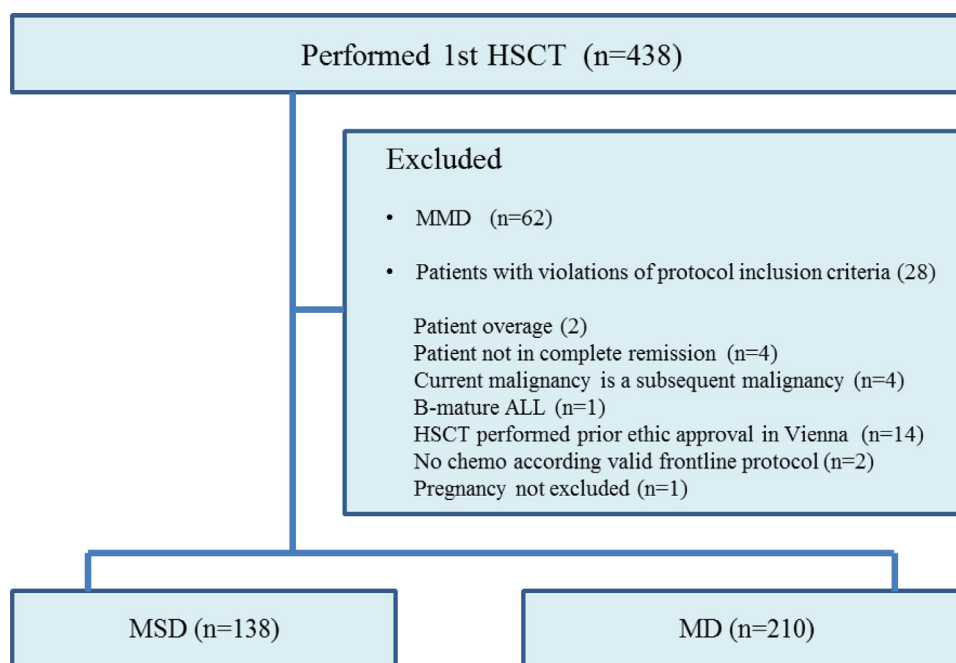 Performed 1st HSCT (n=438)
Excluded
• MMD (n=62)
• Patients with violations of protocol inclusion criteria (28)
Patient overage (2)
Patient not in complete remission (n=4)
Current malignancy is a subsequent malignancy (n=4)
B-mature ALL (n=1)
HSCT performed prior ethic approval in Vienna (n=14)
No chemo according valid frontline protocol (n=2)
Pregnancy not excluded (n=1)
MSD (n=138)
MD (n=210)